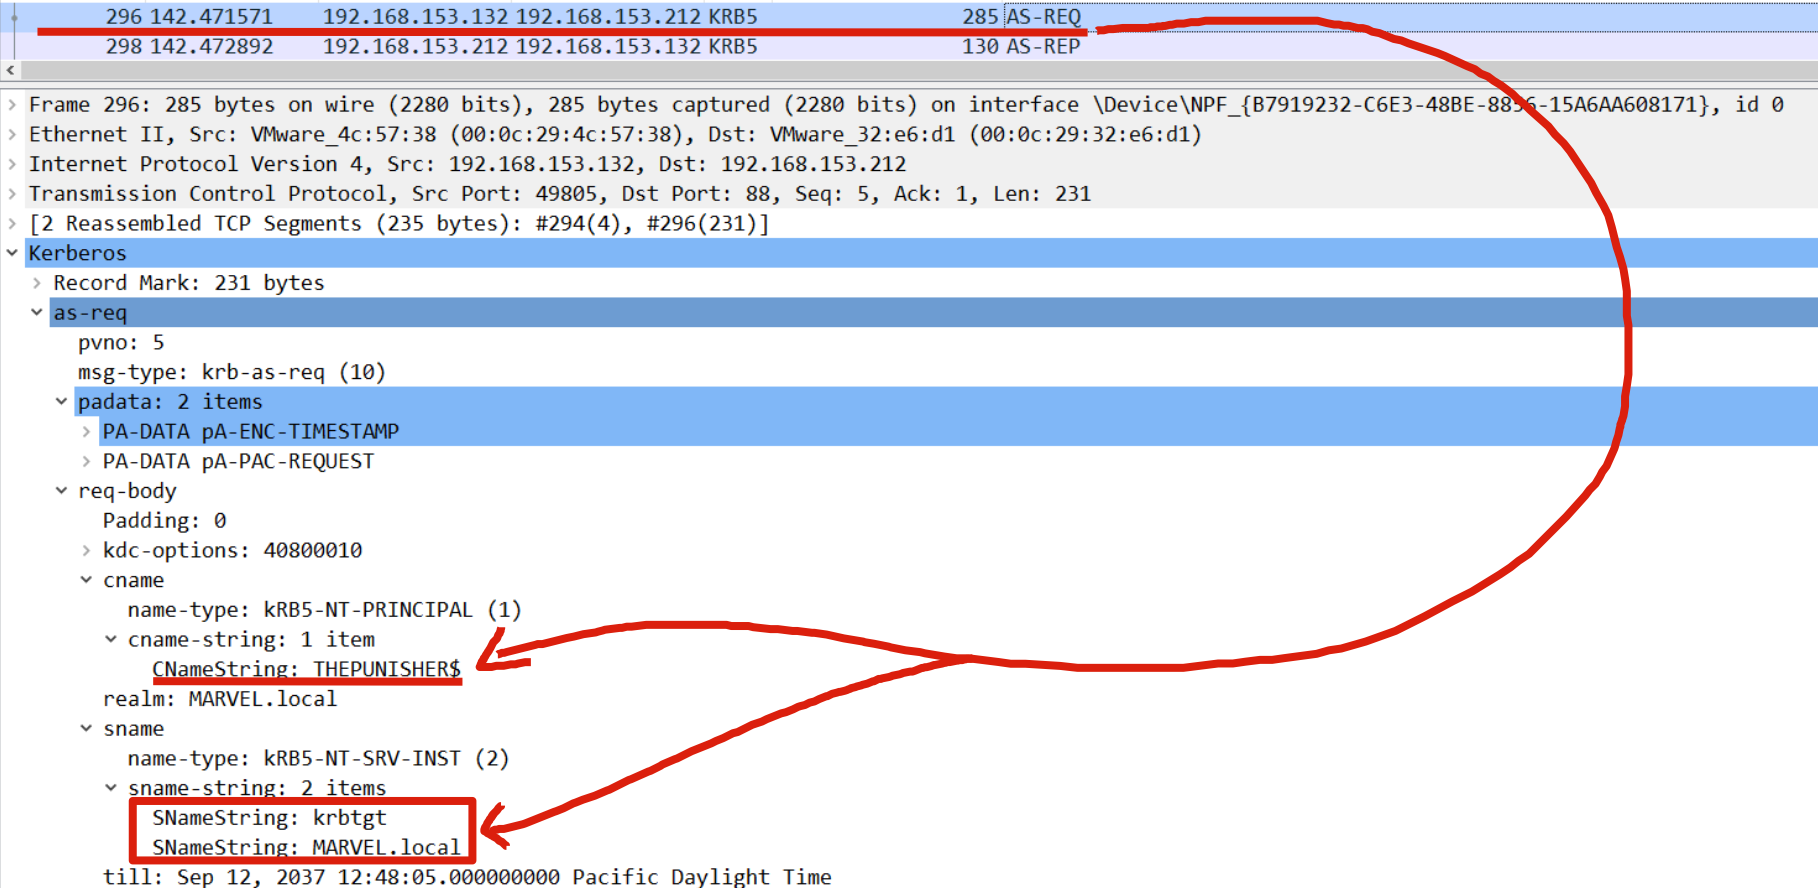 296 142.471571 192.168.153.132 192.168.153.212 KRB5 285 AS-REQ
298 142.472892 192.168.153.212 192.168.153.132 KRB5 130 AS-REP
Frame 296: 285 bytes on wire (2280 bits), 285 bytes captured (2280 bits) on interface \Device\NPF_{B7919232-C6E3-48BE-8856-15A6AA608171}, id 0
Ethernet II, Src: VMware_4c:57:38 (00:0c:29:4c:57:38), Dst: VMware_32:e6:d1 (00:0c:29:32:e6:d1)
Internet Protocol Version 4, Src: 192.168.153.132, Dst: 192.168.153.212
Transmission Control Protocol, Src Port: 49805, Dst Port: 88, Seq: 5, Ack: 1, Len: 231
[2 Reassembled TCP Segments (235 bytes): #294(4), #296(231)]
Kerberos
Record Mark: 231 bytes
as-req
pvno: 5
msg-type: krb-as-req (10)
padata: 2 items
PA-DATA pA-ENC-TIMESTAMP
PA-DATA pA-PAC-REQUEST
req-body
Padding: 0
kdc-options: 40800010
cname
name-type: kRB5-NT-PRINCIPAL (1)
cname-string: 1 item
CNameString: THEPUNISHER$
realm: MARVEL.local
sname
name-type: kRB5-NT-SRV-INST (2)
sname-string: 2 items
SNameString: krbtgt
SNameString: MARVEL.local
till: Sep 12, 2037 12:48:05.000000000 Pacific Daylight Time